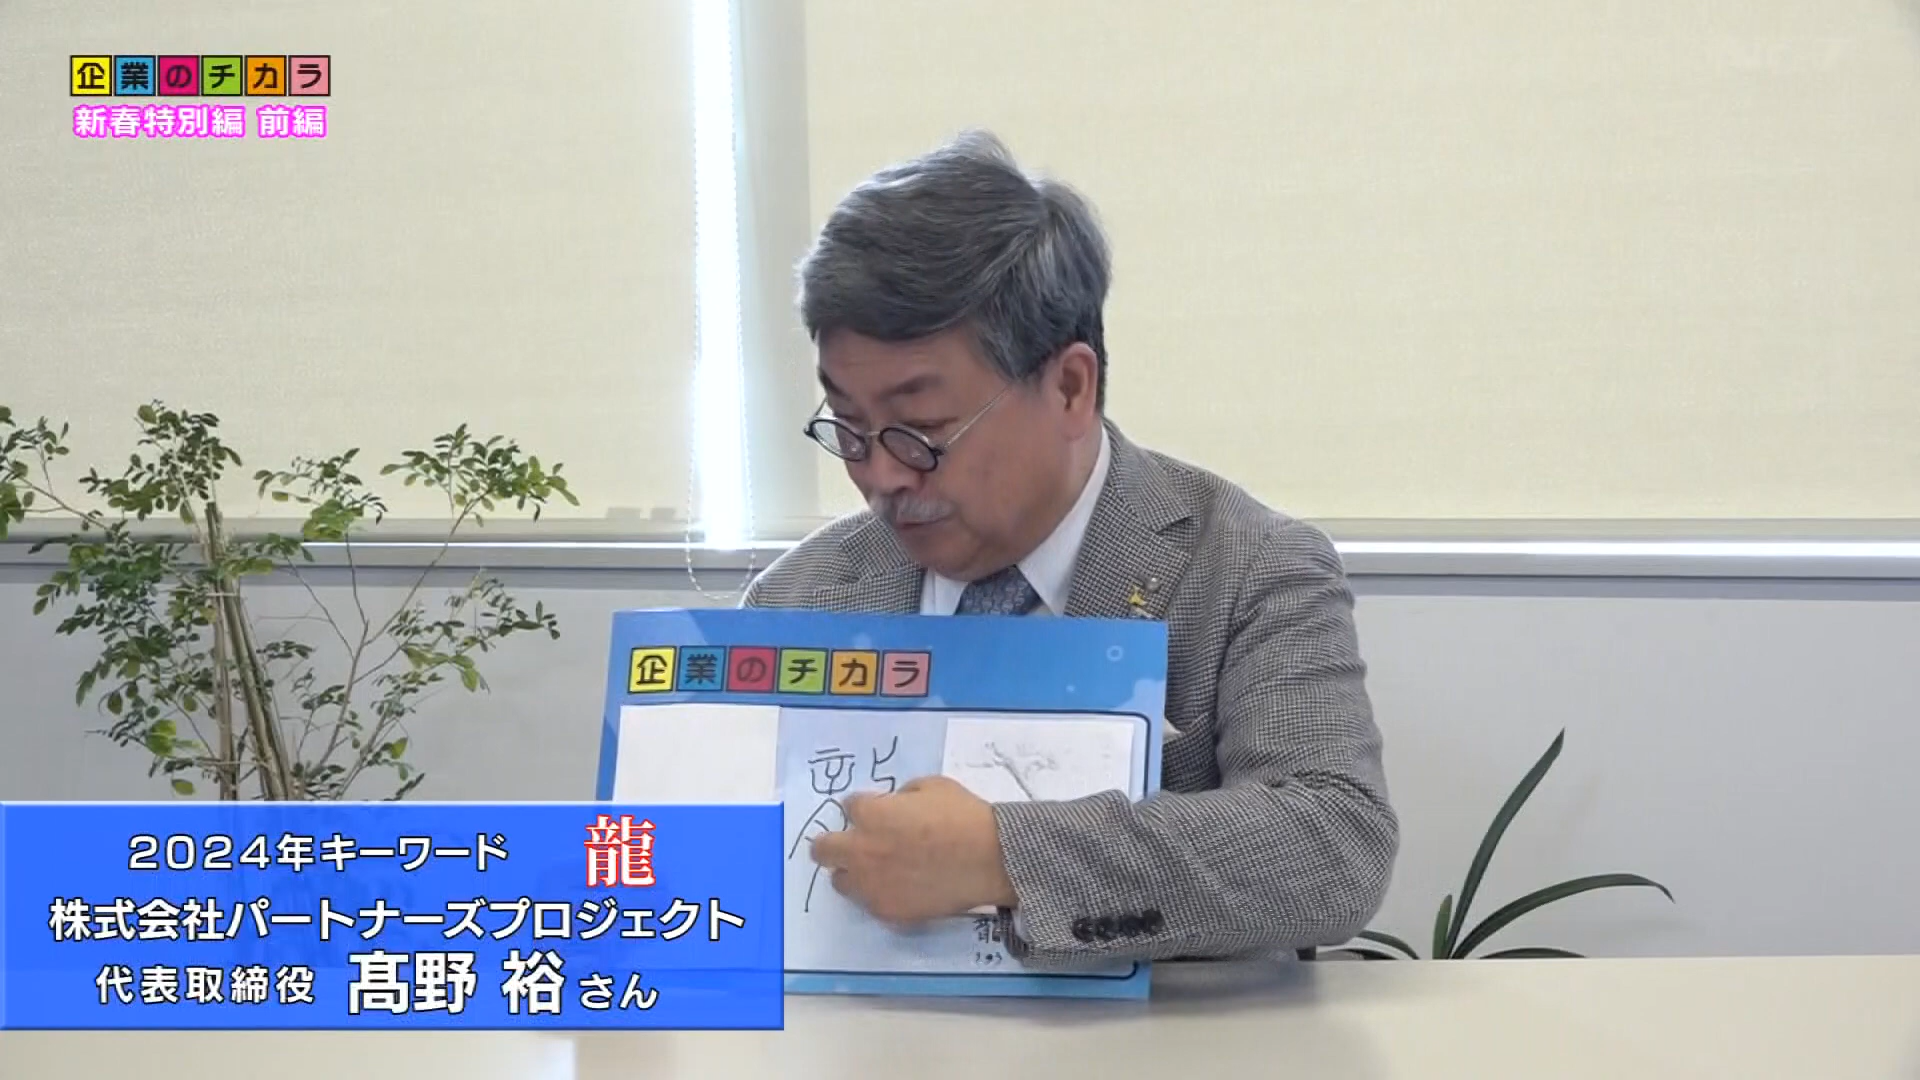 企業のチカラ
新春特別編 前編
企業のチカラ
龍
2024年キーワード 龍
株式会社パートナーズプロジェクト
代表取締役 髙野 裕さん